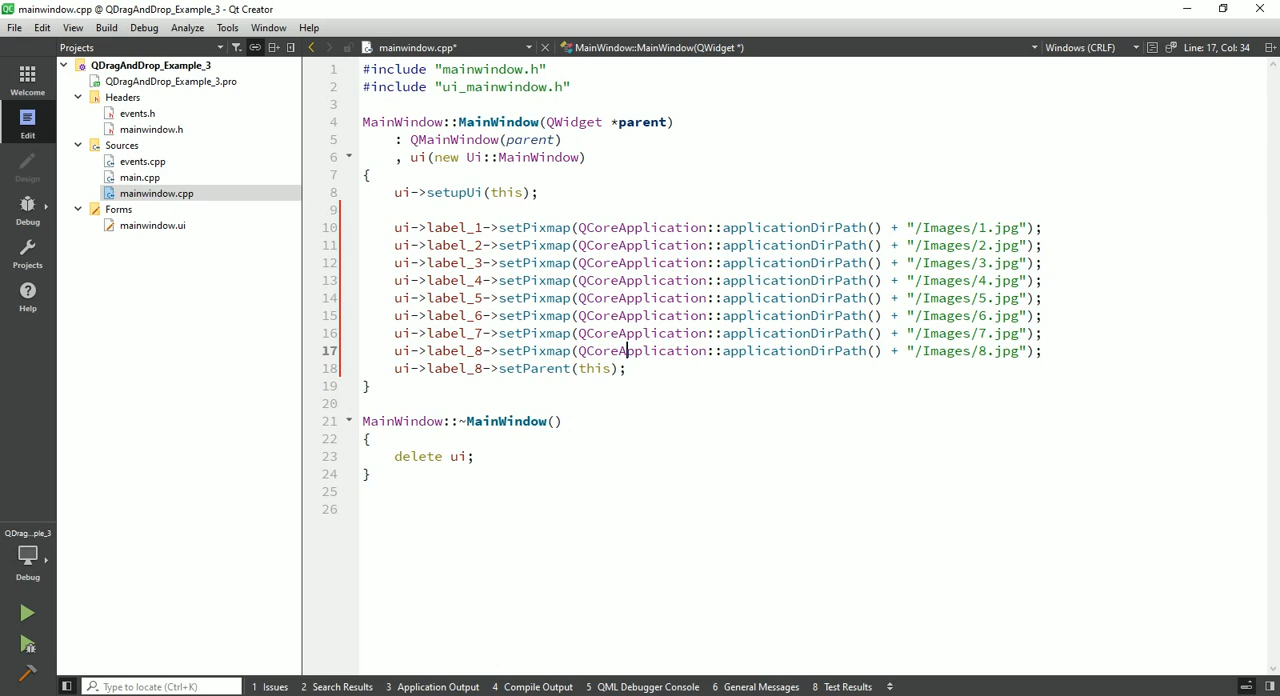 mainwindow.cpp @ QDragAndDrop_Example_3 - Qt Creator
File Edit View Build Debug Analyze Tools Window Help
Projects mainwindow.cpp* MainWindow::MainWindow(QWidget *) Windows (CRLF) Line: 17, Col: 34
Welcome
Edit
Design
Debug
Projects
Help
QDrag...ple_3
Debug
QDragAndDrop_Example_3
QDragAndDrop_Example_3.pro
Headers
events.h
mainwindow.h
Sources
events.cpp
main.cpp
mainwindow.cpp
Forms
mainwindow.ui
1 #include "mainwindow.h"
2 #include "ui_mainwindow.h"
3
4 MainWindow::MainWindow(QWidget *parent)
5 : QMainWindow(parent)
6 , ui(new Ui::MainWindow)
7 {
8 ui->setupUi(this);
9
10 ui->label_1->setPixmap(QCoreApplication::applicationDirPath() + "/Images/1.jpg");
11 ui->label_2->setPixmap(QCoreApplication::applicationDirPath() + "/Images/2.jpg");
12 ui->label_3->setPixmap(QCoreApplication::applicationDirPath() + "/Images/3.jpg");
13 ui->label_4->setPixmap(QCoreApplication::applicationDirPath() + "/Images/4.jpg");
14 ui->label_5->setPixmap(QCoreApplication::applicationDirPath() + "/Images/5.jpg");
15 ui->label_6->setPixmap(QCoreApplication::applicationDirPath() + "/Images/6.jpg");
16 ui->label_7->setPixmap(QCoreApplication::applicationDirPath() + "/Images/7.jpg");
17 ui->label_8->setPixmap(QCoreApplication::applicationDirPath() + "/Images/8.jpg");
18 ui->label_8->setParent(this);
19 }
20
21 MainWindow::~MainWindow()
22 {
23 delete ui;
24 }
25
26
Type to locate (Ctrl+K) 1 Issues 2 Search Results 3 Application Output 4 Compile Output 5 QML Debugger Console 6 General Messages 8 Test Results